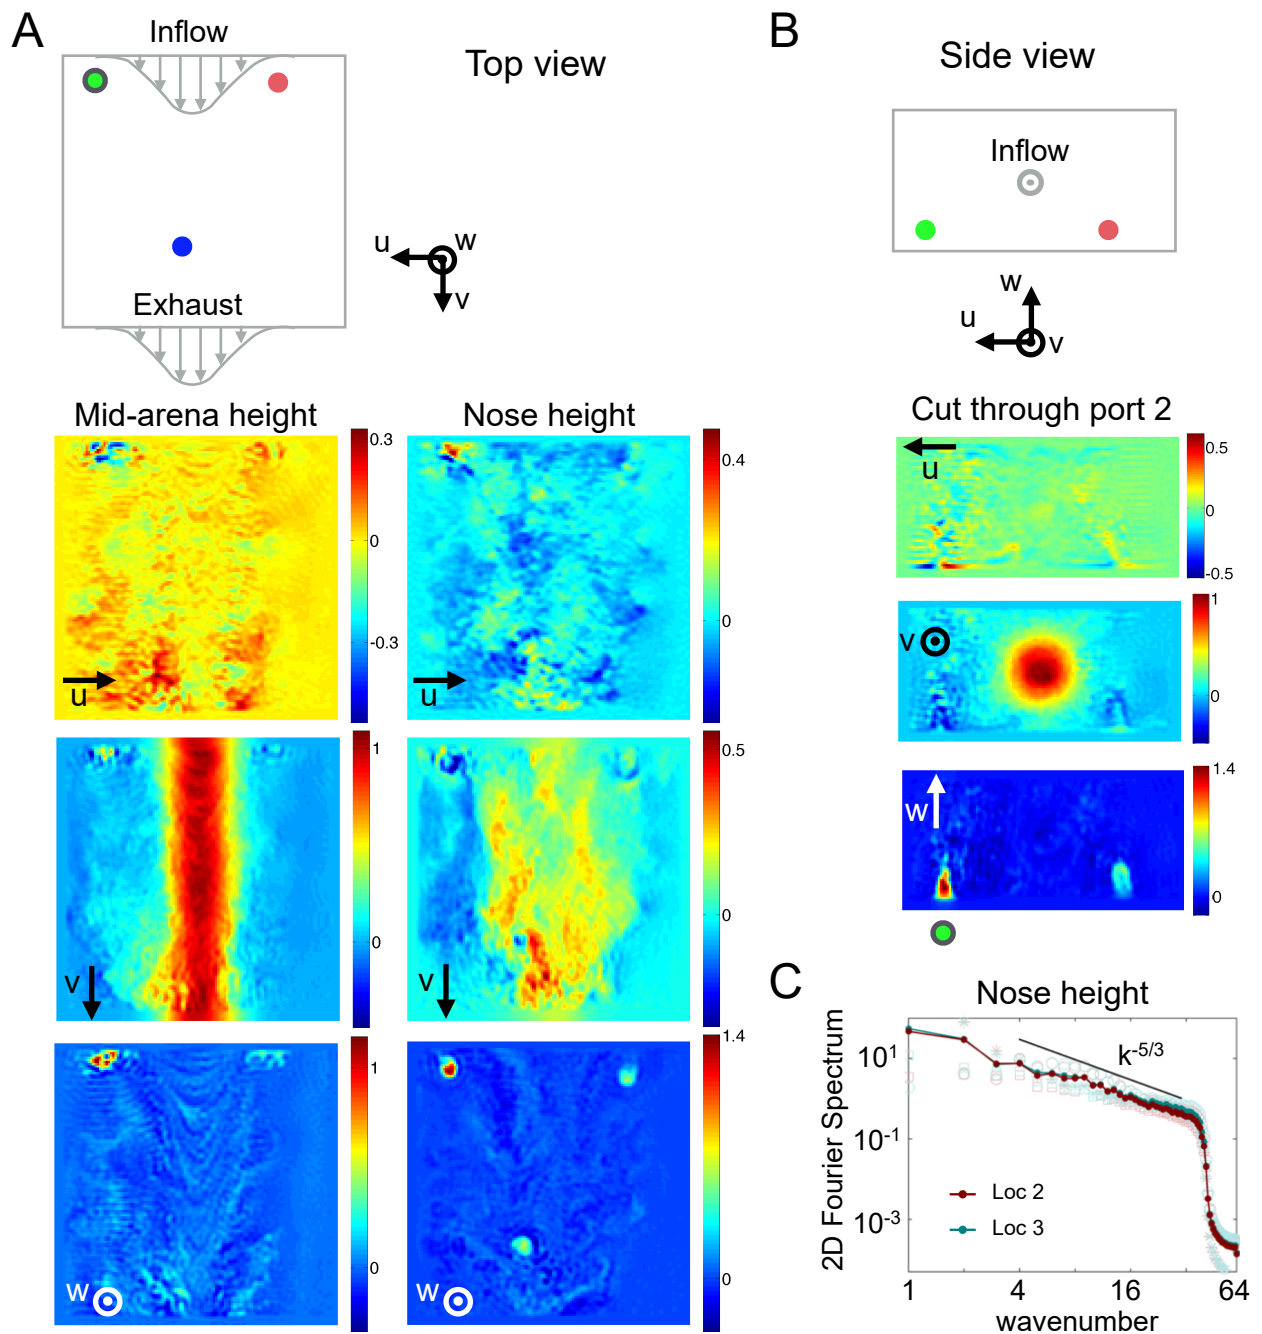 A
Inflow
Top view
u
w
v
Exhaust
Mid-arena height
Nose height
0.3
0
-0.3
u
0.4
0
u
1
0
v
0.5
0
v
1
0
w
1.4
0
w
B
Side view
Inflow
w
u
v
Cut through port 2
u
0.5
0
-0.5
v
1
0
w
1.4
0
C
Nose height
2D Fourier Spectrum
10¹
10⁻¹
10⁻³
k⁻⁵/³
Loc 2
Loc 3
1
4
16
64
wavenumber